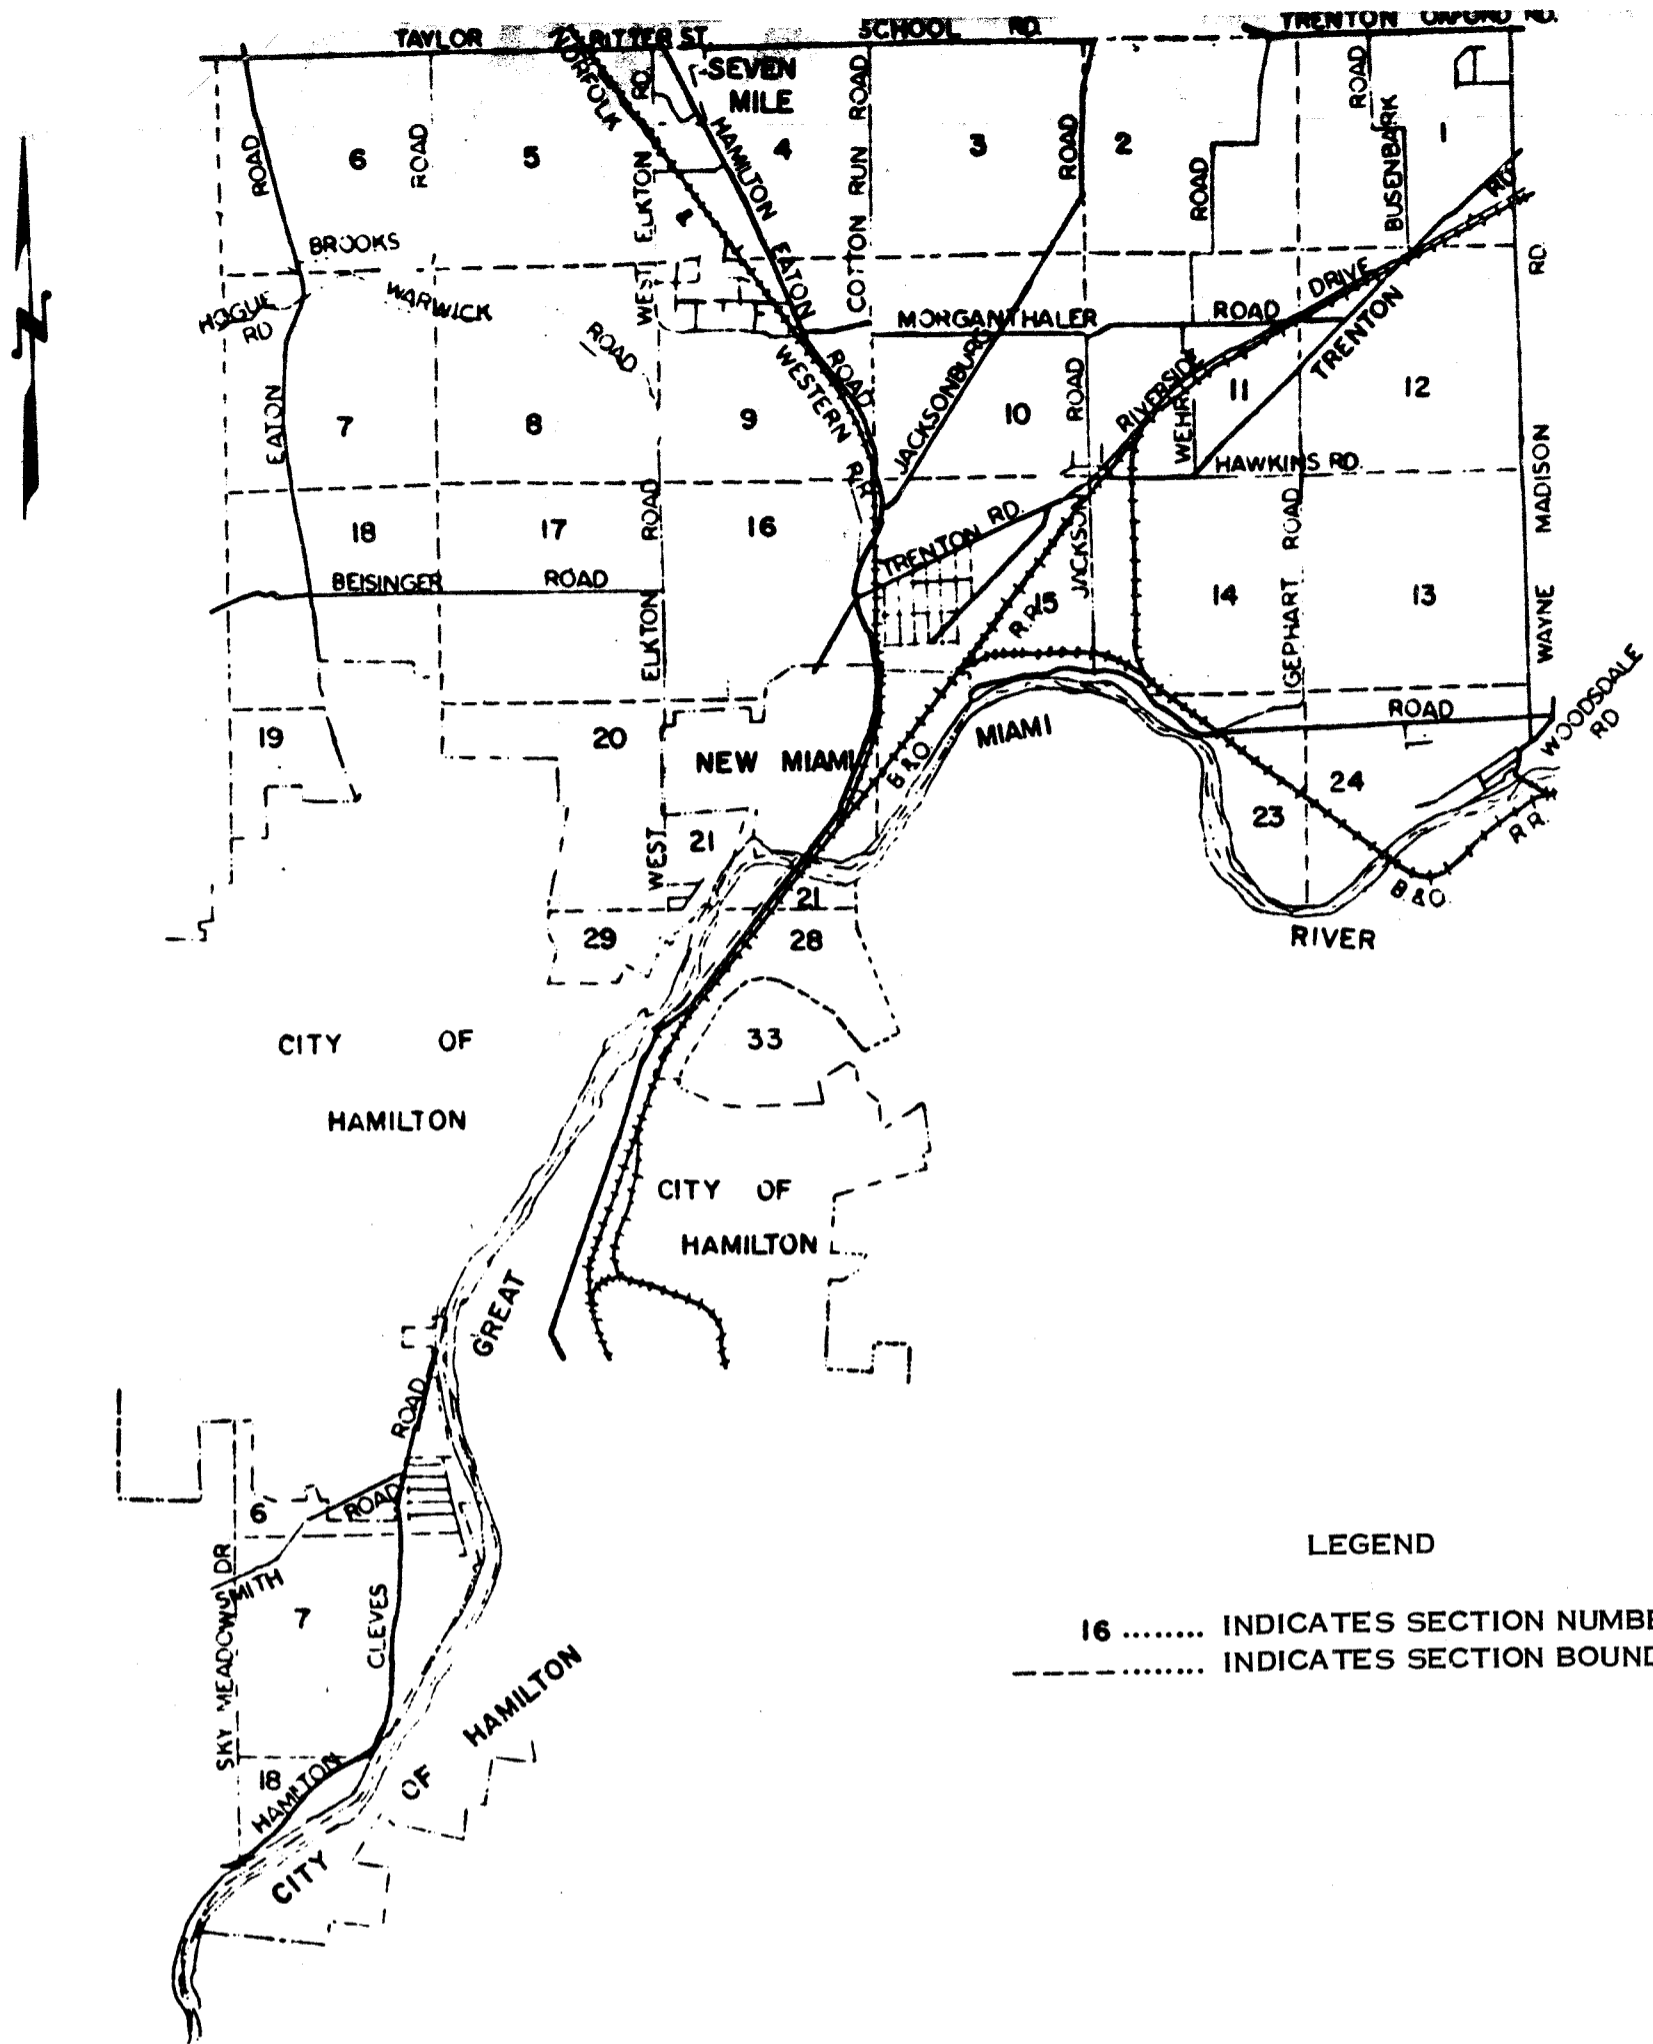 TAYLOR
RITTER ST.
SCHOOL RD.
TRENTON OXFORD RD.
SEVEN
MILE
ROAD
6
ROAD
5
RD.
HAMILTON
4
COTTON RUN ROAD
3
ROAD
2
ROAD
ROAD
BUSENBARK
1
RD.
4
WEST ELKTON
EATON
ROAD
BROOKS
WARWICK
ROAD
HOGUE
RD
EATON
N
MORGANTHALER ROAD
RIVERSIDE DRIVE
TRENTON
RD.
WESTERN R.R.
JACKSONBURG
ROAD
WEHR
7
8
9
10
11
12
HAWKINS RD.
WAYNE MADISON
18
17
ROAD
16
TRENTON RD.
JACKSON
GEPHART ROAD
BEISINGER ROAD
ELKTON
15
14
13
R.R.
WOODSDALE
RD
ROAD
19
20
NEW MIAMI
B & O
MIAMI
24
23
R R.
WEST
21
21
B & O.
29
28
RIVER
CITY OF
HAMILTON
33
CITY OF
HAMILTON
GREAT
ROAD
6
ROAD
SMITH
SKY MEADOWS DR
7
CLEVES
18
HAMILTON
CITY OF HAMILTON
LEGEND
16 ........ INDICATES SECTION NUMBE
INDICATES SECTION BOUND